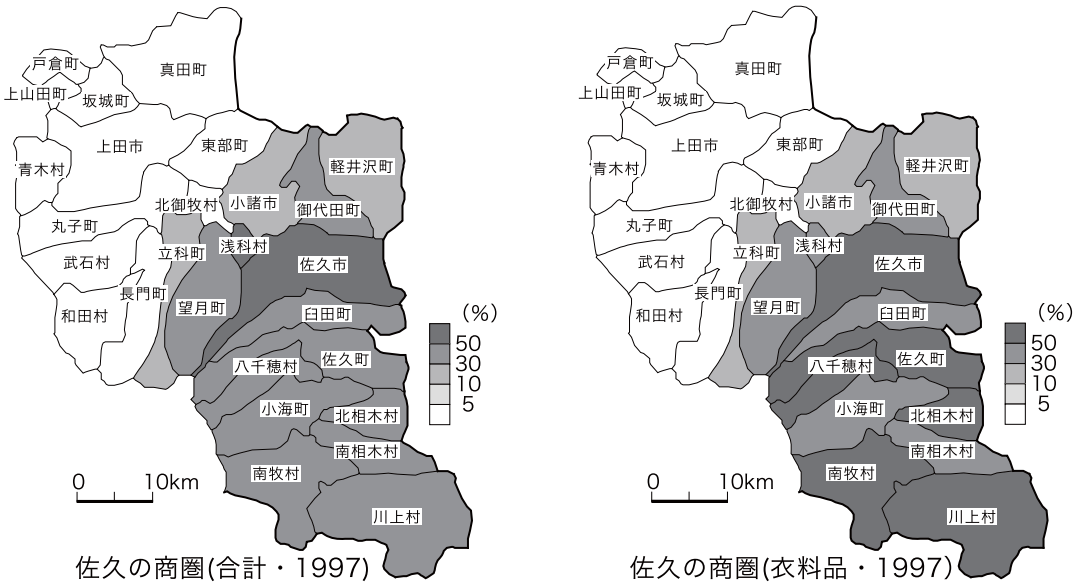 戸倉町
真田町
上山田町
坂城町
上田市
東部町
青木村
軽井沢町
北御牧村
小諸市
御代田町
丸子町
浅科村
立科町
武石村
佐久市
長門町
望月町
和田村
臼田町
(%)
50
30
10
5
八千穂村
佐久町
小海町
北相木村
南相木村
南牧村
川上村
0 10km
佐久の商圏(合計・1997)
戸倉町
真田町
上山田町
坂城町
上田市
東部町
青木村
軽井沢町
北御牧村
小諸市
御代田町
丸子町
浅科村
立科町
武石村
佐久市
長門町
望月町
和田村
臼田町
(%)
50
30
10
5
八千穂村
佐久町
小海町
北相木村
南相木村
南牧村
川上村
0 10km
佐久の商圏(衣料品・1997)